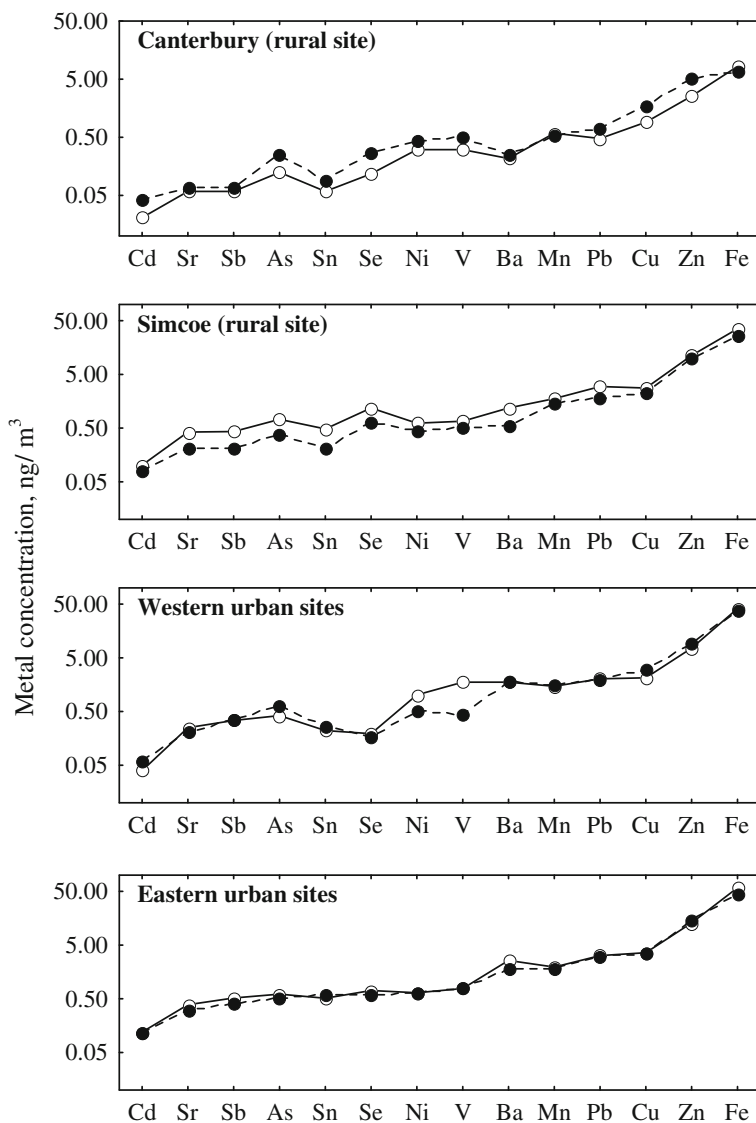 Metal concentration, ng/ m³
Canterbury (rural site)
50.00
5.00
0.50
0.05
Cd Sr Sb As Sn Se Ni V Ba Mn Pb Cu Zn Fe
Simcoe (rural site)
50.00
5.00
0.50
0.05
Cd Sr Sb As Sn Se Ni V Ba Mn Pb Cu Zn Fe
Western urban sites
50.00
5.00
0.50
0.05
Cd Sr Sb As Sn Se Ni V Ba Mn Pb Cu Zn Fe
Eastern urban sites
50.00
5.00
0.50
0.05
Cd Sr Sb As Sn Se Ni V Ba Mn Pb Cu Zn Fe